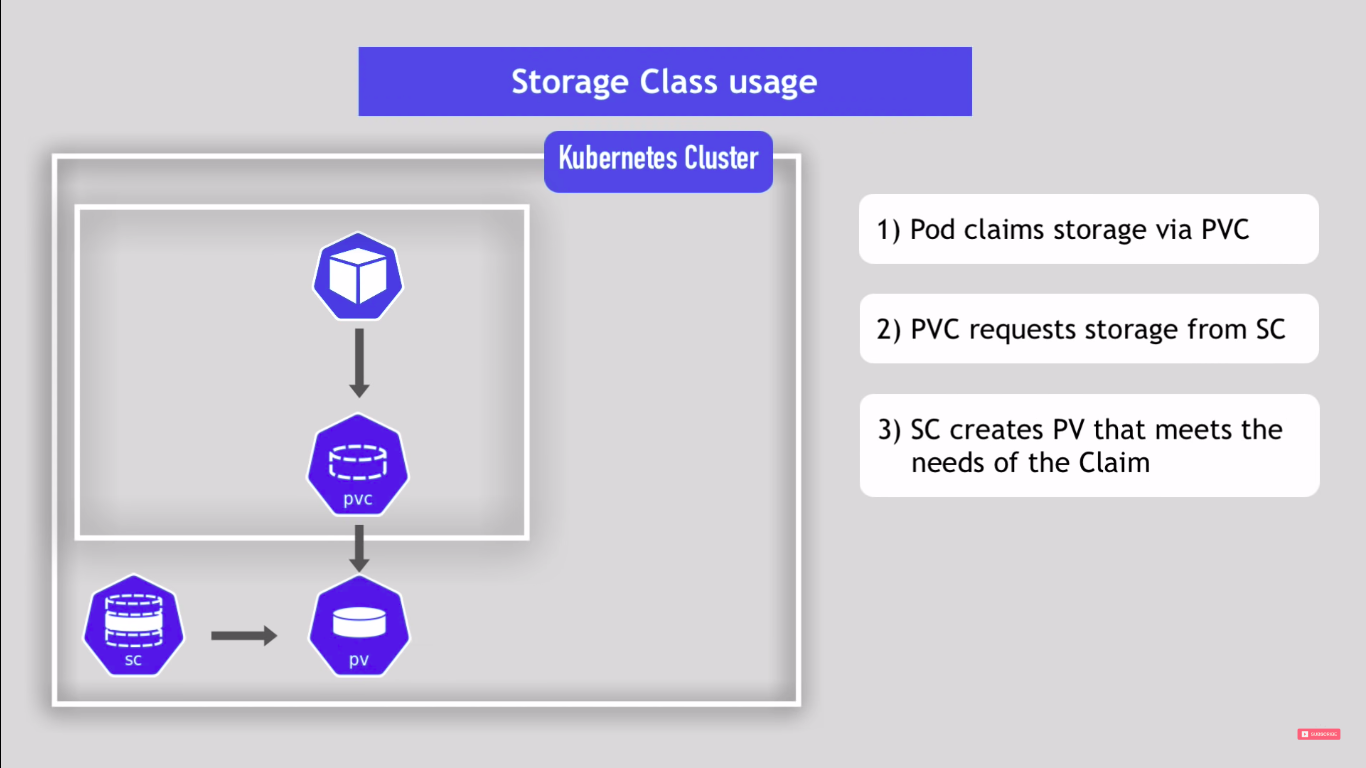 Storage Class usage
Kubernetes Cluster
1) Pod claims storage via PVC
2) PVC requests storage from SC
3) SC creates PV that meets the
needs of the Claim
pvc
sc
pv
SUBSCRIBE